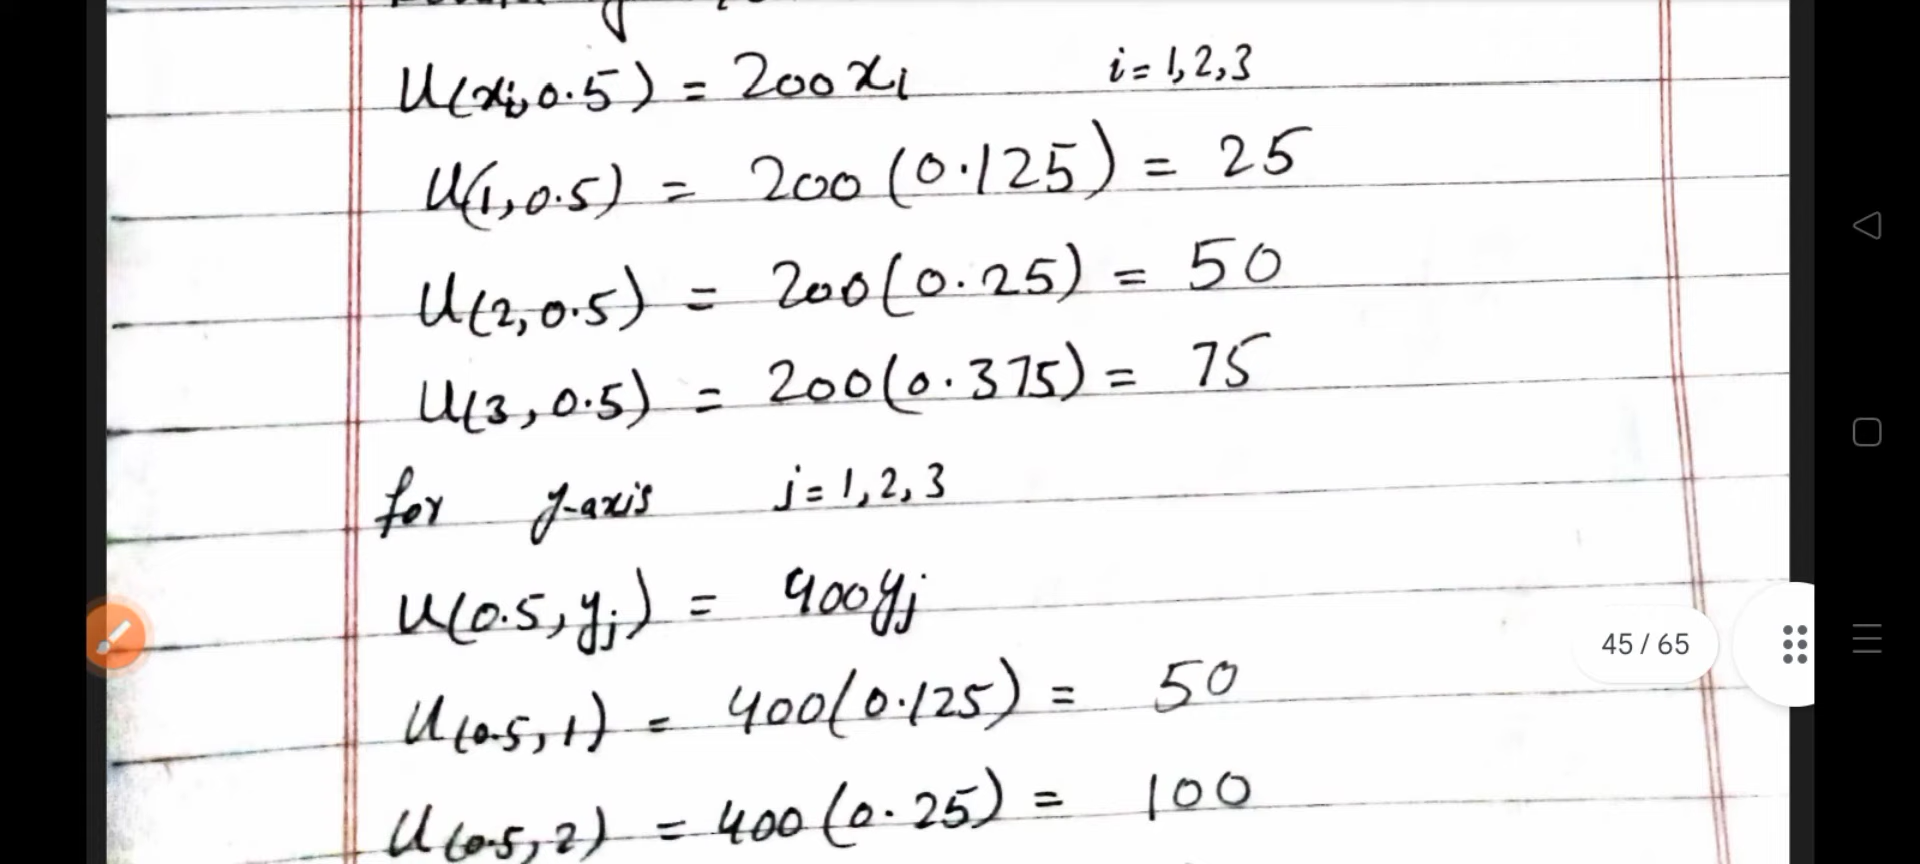 U(xi, 0.5) = 200xi i = 1, 2, 3
U(1, 0.5) = 200(0.125) = 25
U(2, 0.5) = 200(0.25) = 50
U(3, 0.5) = 200(0.375) = 75
for y-axis j = 1, 2, 3
U(0.5, yj) = 400yj
45 / 65
U(0.5, 1) = 400(0.125) = 50
U(0.5, 2) = 400(0.25) = 100